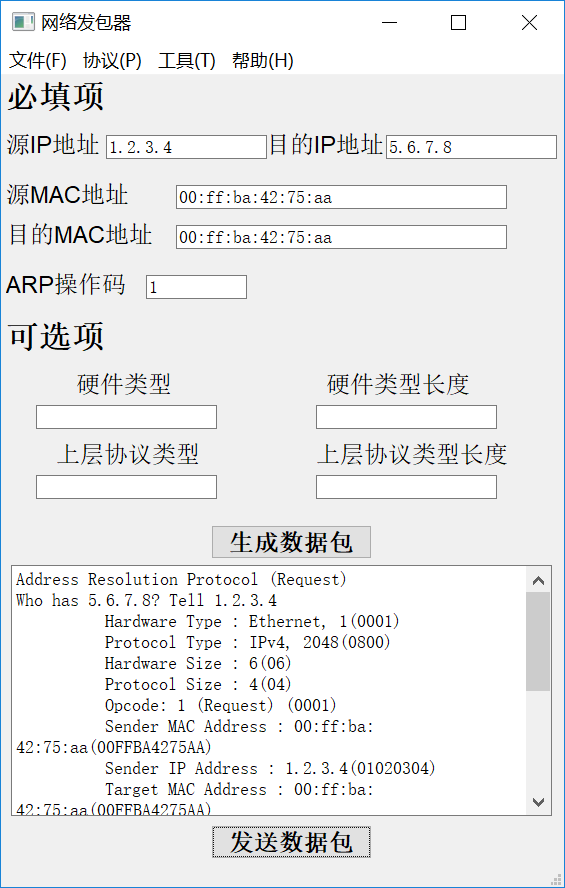 网络发包器
文件(F) 协议(P) 工具(T) 帮助(H)
必填项
源IP地址 1.2.3.4 目的IP地址 5.6.7.8
源MAC地址 00:ff:ba:42:75:aa
目的MAC地址 00:ff:ba:42:75:aa
ARP操作码 1
可选项
硬件类型 硬件类型长度
上层协议类型 上层协议类型长度
生成数据包
Address Resolution Protocol (Request)
Who has 5.6.7.8? Tell 1.2.3.4
Hardware Type : Ethernet, 1(0001)
Protocol Type : IPv4, 2048(0800)
Hardware Size : 6(06)
Protocol Size : 4(04)
Opcode: 1 (Request) (0001)
Sender MAC Address : 00:ff:ba:
42:75:aa(00FFBA4275AA)
Sender IP Address : 1.2.3.4(01020304)
Target MAC Address : 00:ff:ba:
42:75:aa(00FFBA4275AA)
发送数据包